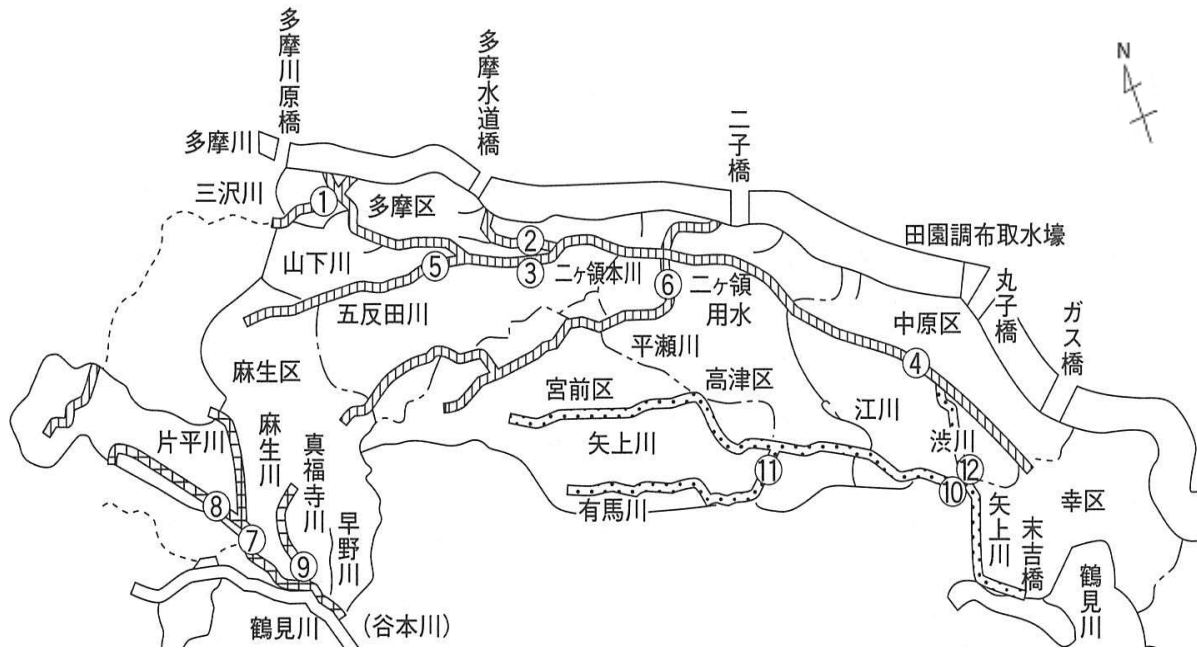 多摩川原橋
多摩水道橋
二子橋
N
多摩川
三沢川
①
多摩区
田園調布取水壕
丸子橋
ガス橋
山下川
⑤
②
③
二ヶ領本川
⑥
二ヶ領
用水
五反田川
中原区
④
麻生区
平瀬川
宮前区
高津区
江川
渋川
片平川
麻生川
真福寺川
早野川
矢上川
有馬川
⑪
⑫
⑩
矢上川
末吉橋
幸区
鶴見川
⑧
⑦
⑨
鶴見川
(谷本川)